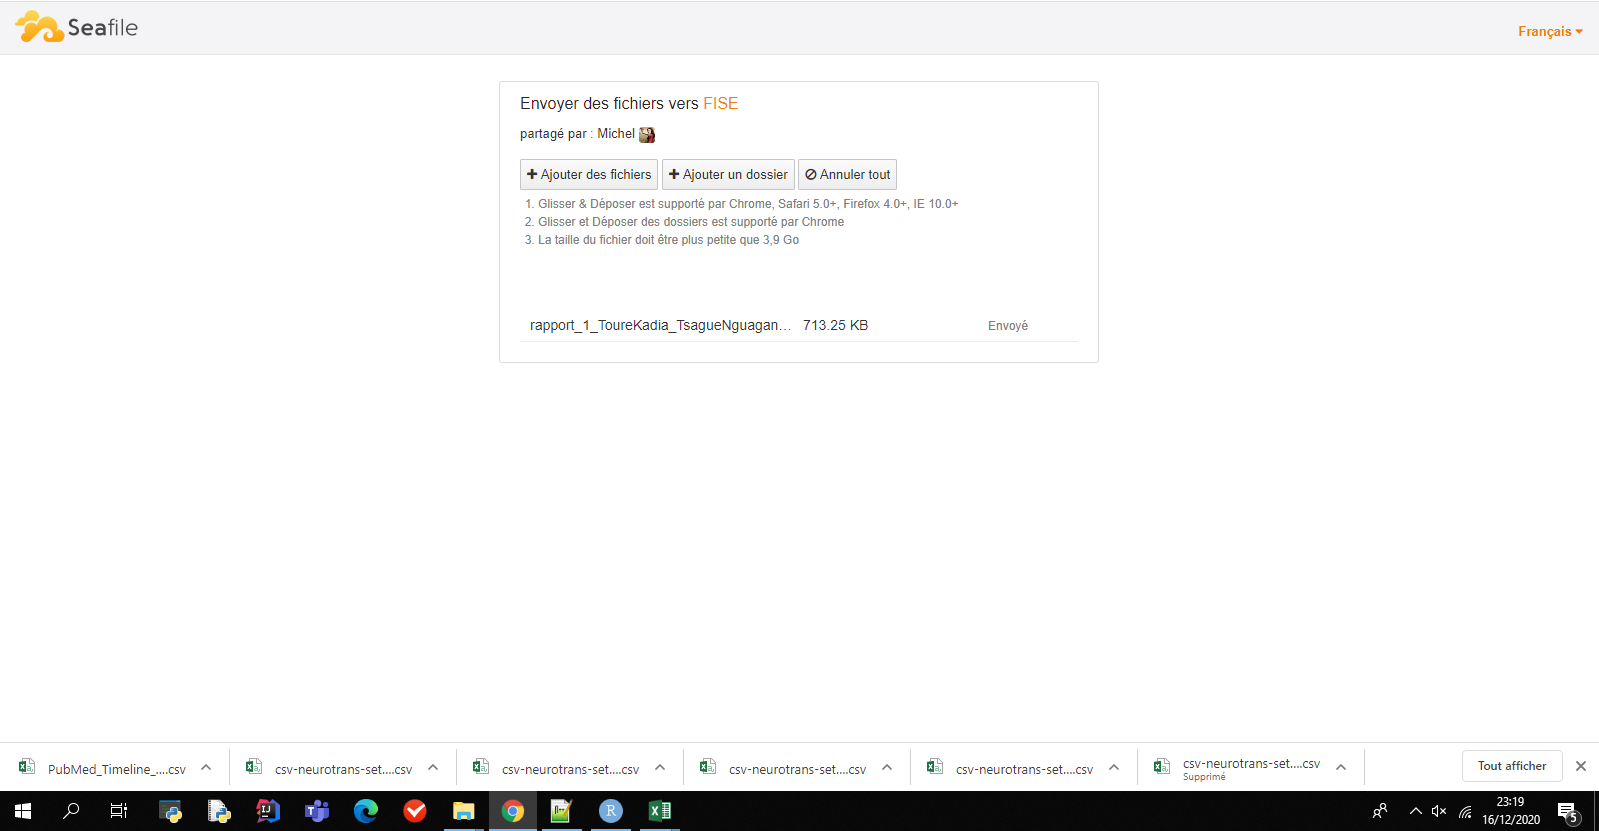 Seafile
Français
Envoyer des fichiers vers FISE
partagé par : Michel
Ajouter des fichiers
Ajouter un dossier
Annuler tout
1. Glisser & Déposer est supporté par Chrome, Safari 5.0+, Firefox 4.0+, IE 10.0+
2. Glisser et Déposer des dossiers est supporté par Chrome
3. La taille du fichier doit être plus petite que 3,9 Go
rapport_1_ToureKadia_TsagueNguagan… 713.25 KB Envoyé
PubMed_Timeline_....csv
csv-neurotrans-set....csv
csv-neurotrans-set....csv
csv-neurotrans-set....csv
csv-neurotrans-set....csv
csv-neurotrans-set....csv
Supprimé
Tout afficher
23:19
16/12/2020
5